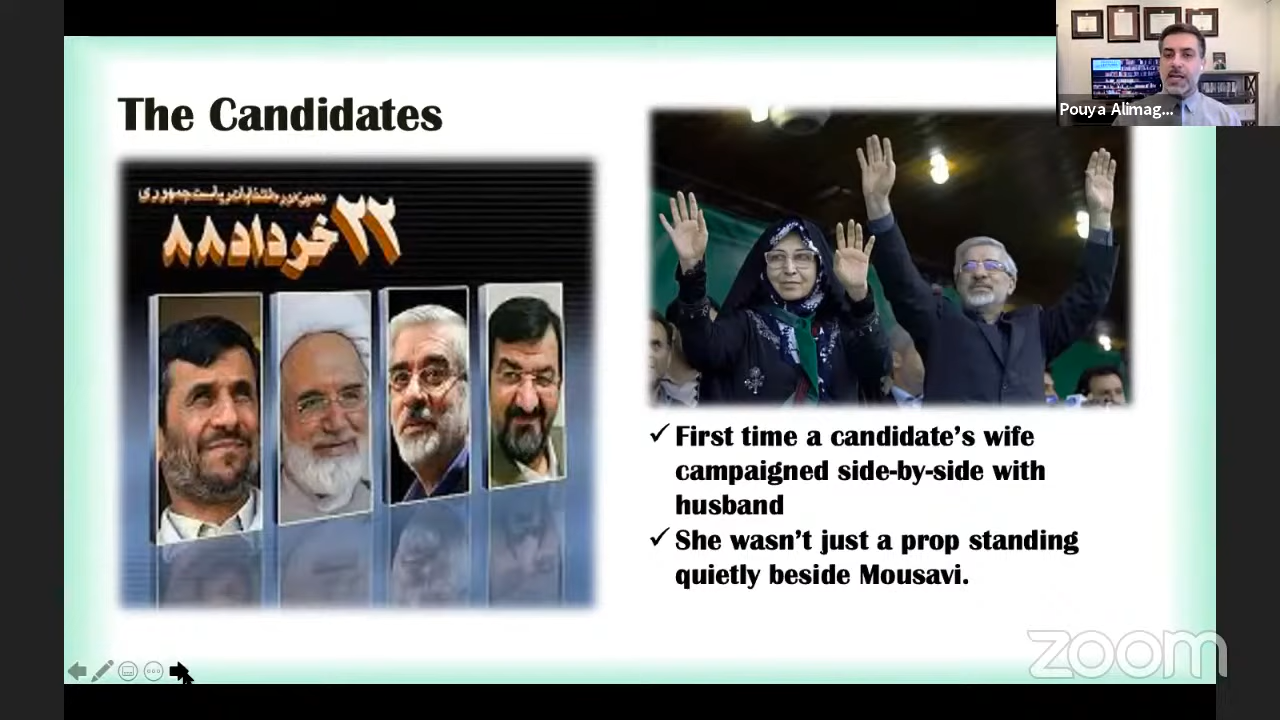 The Candidates
۲۲ خرداد ۸۸
First time a candidate's wife
campaigned side-by-side with
husband
She wasn't just a prop standing
quietly beside Mousavi.
Pouya Alimag...
zoom